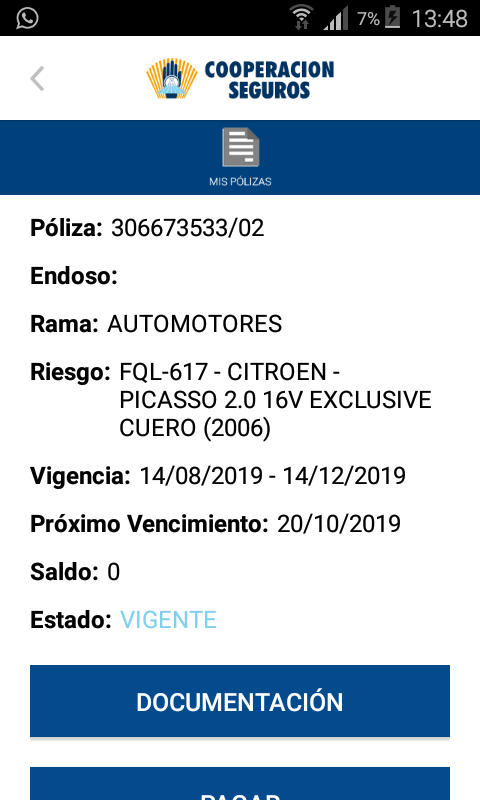 7% 13:48
COOPERACION
SEGUROS
MIS PÓLIZAS
Póliza: 306673533/02
Endoso:
Rama: AUTOMOTORES
Riesgo: FQL-617 - CITROEN -
PICASSO 2.0 16V EXCLUSIVE
CUERO (2006)
Vigencia: 14/08/2019 - 14/12/2019
Próximo Vencimiento: 20/10/2019
Saldo: 0
Estado: VIGENTE
DOCUMENTACIÓN
PAGAR